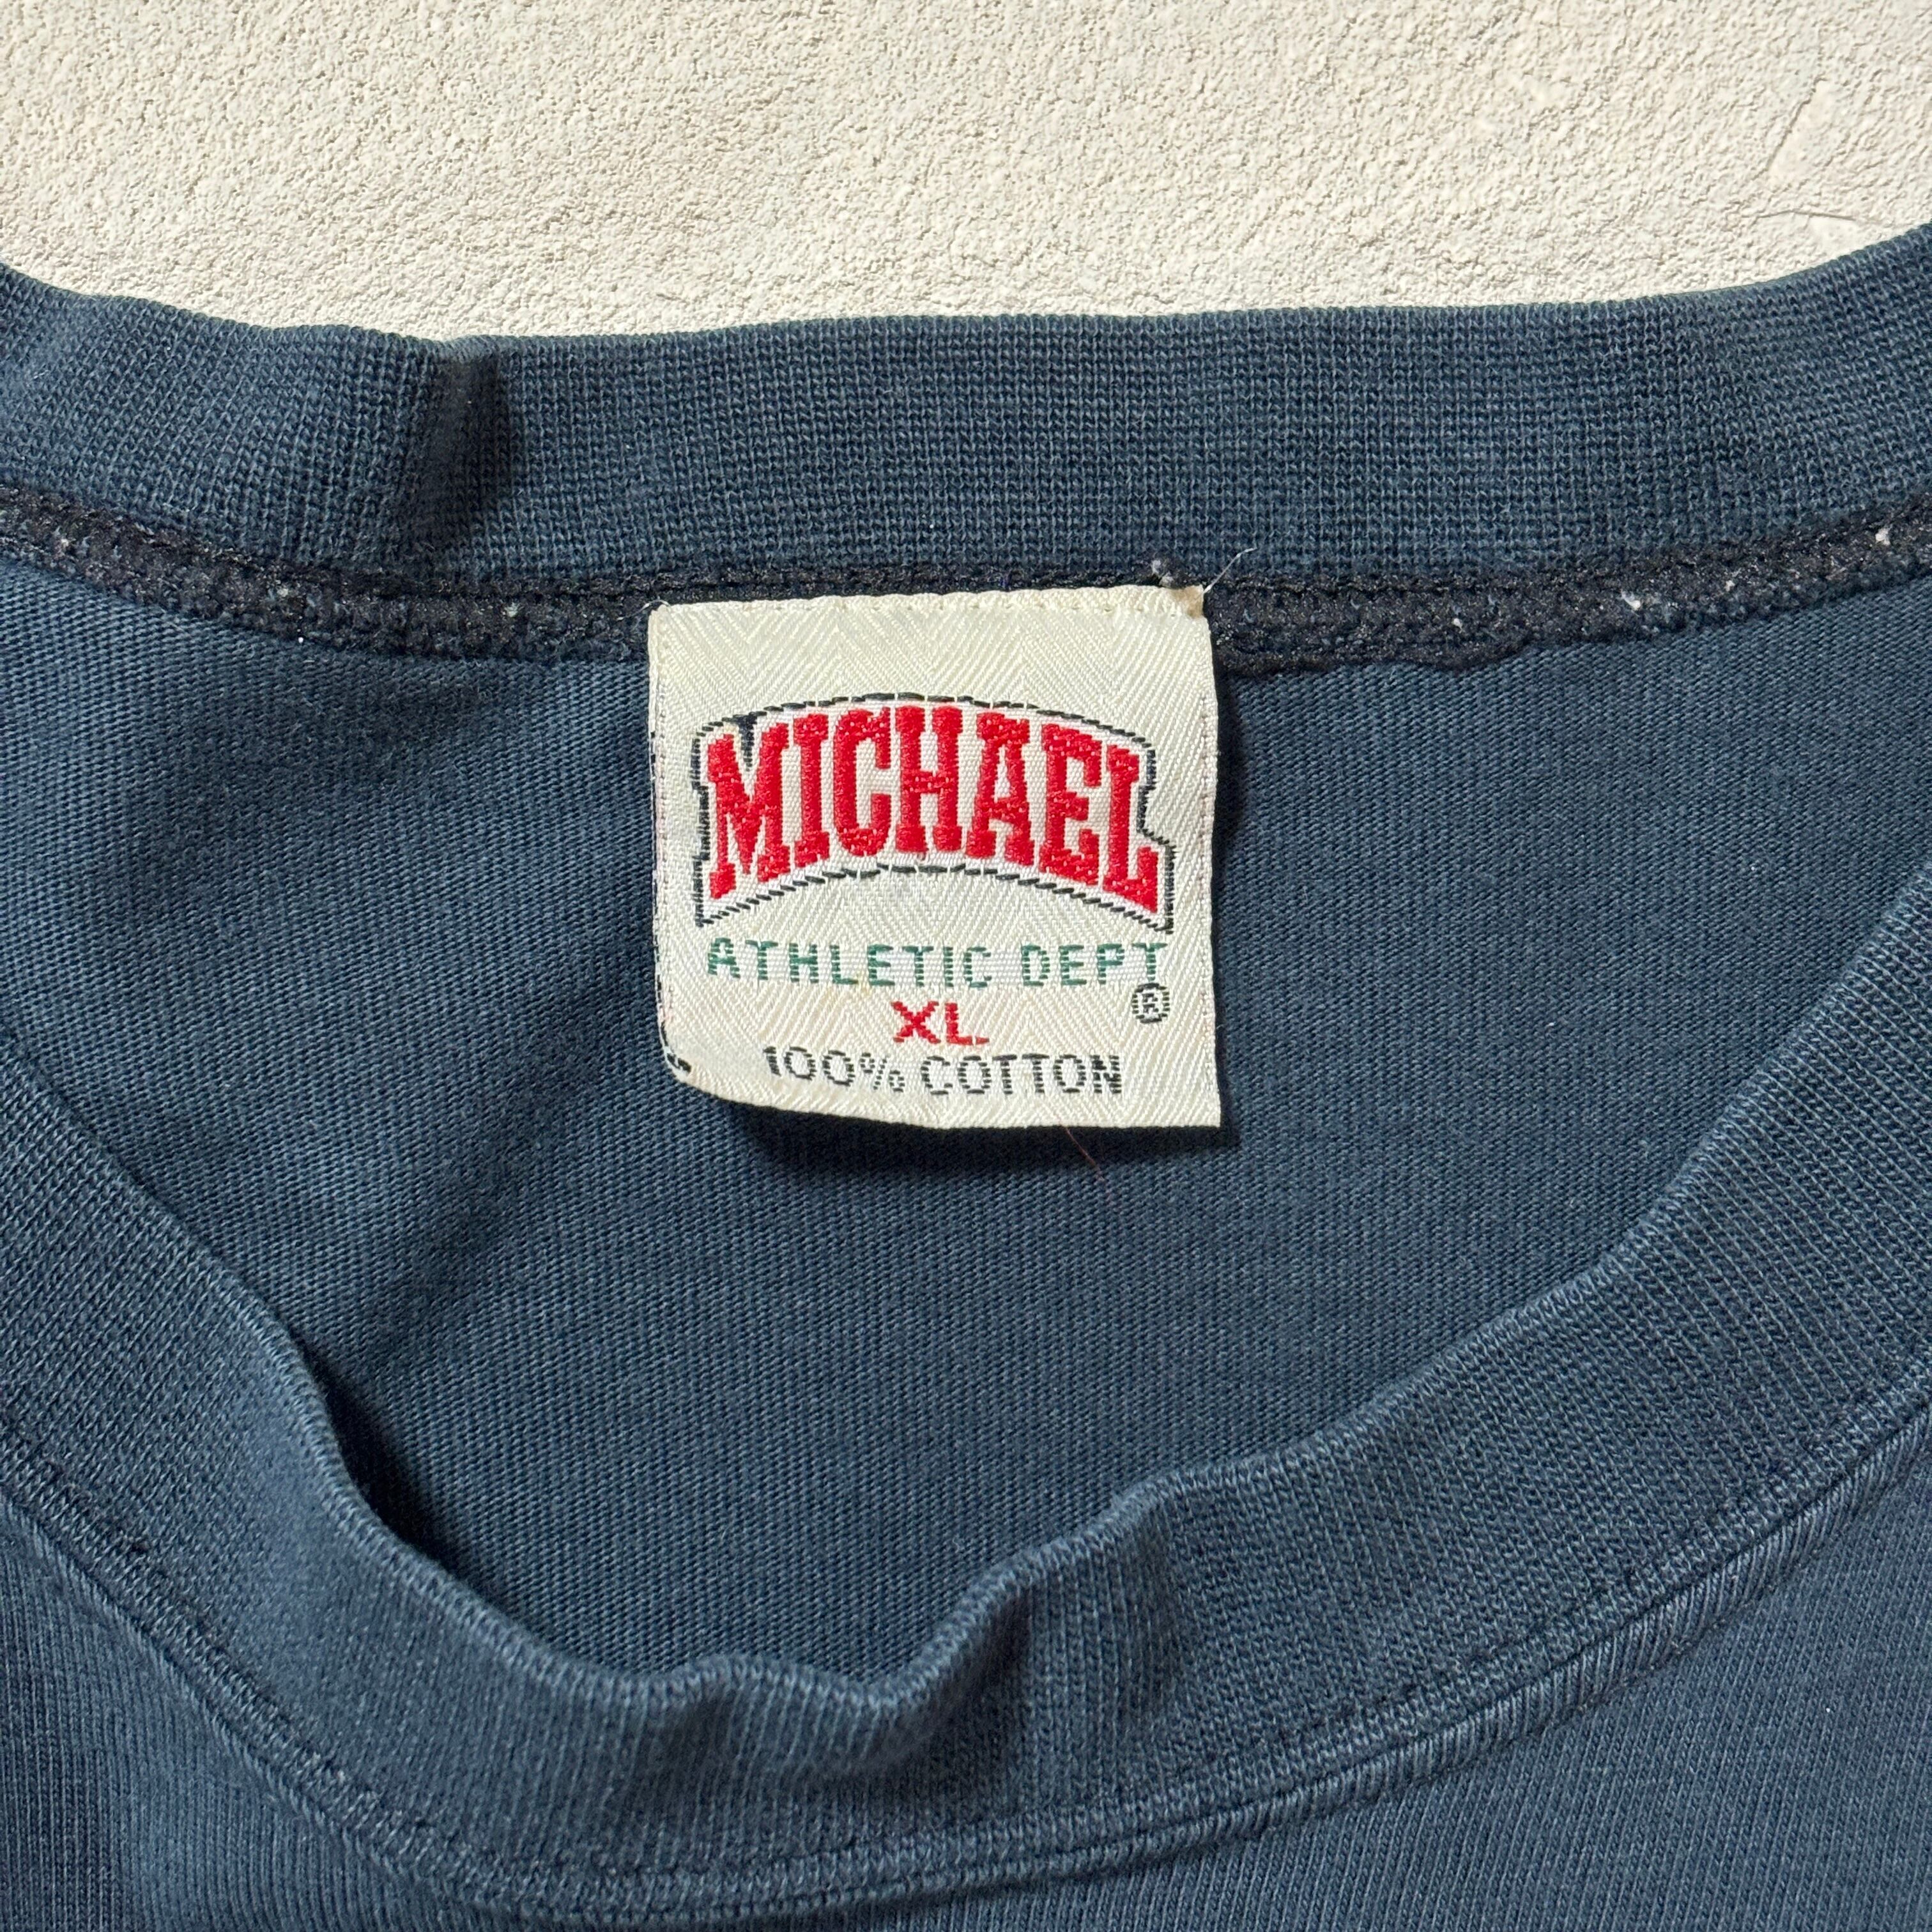 MICHAEL
ATHLETIC DEPT
®
XL
100% COTTON